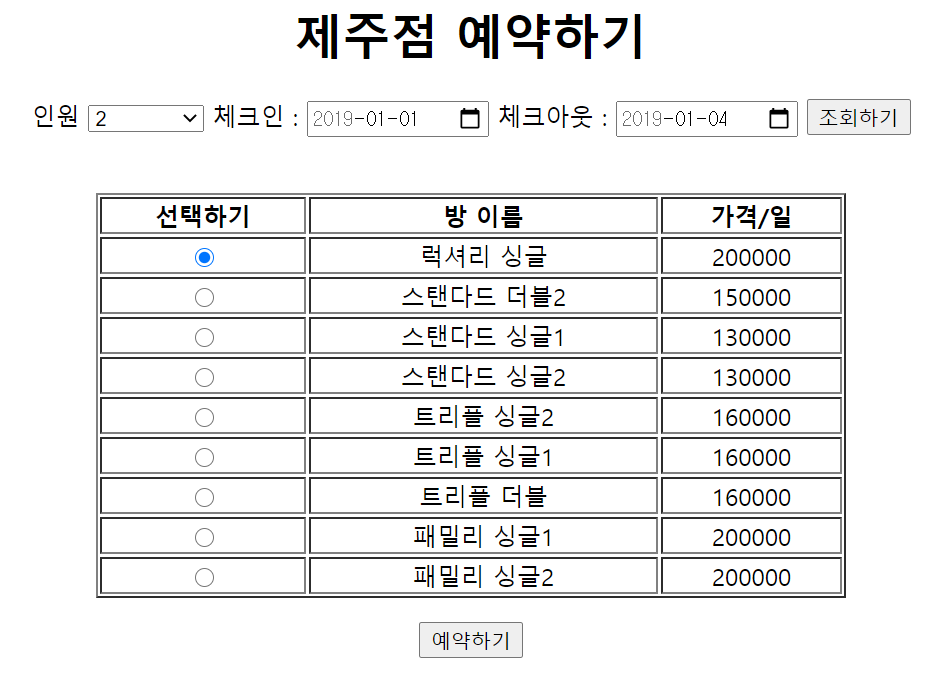 제주점 예약하기
인원 2 체크인 : 2019-01-01 체크아웃 : 2019-01-04 조회하기
선택하기 방 이름 가격/일
럭셔리 싱글 200000
스탠다드 더블2 150000
스탠다드 싱글1 130000
스탠다드 싱글2 130000
트리플 싱글2 160000
트리플 싱글1 160000
트리플 더블 160000
패밀리 싱글1 200000
패밀리 싱글2 200000
예약하기